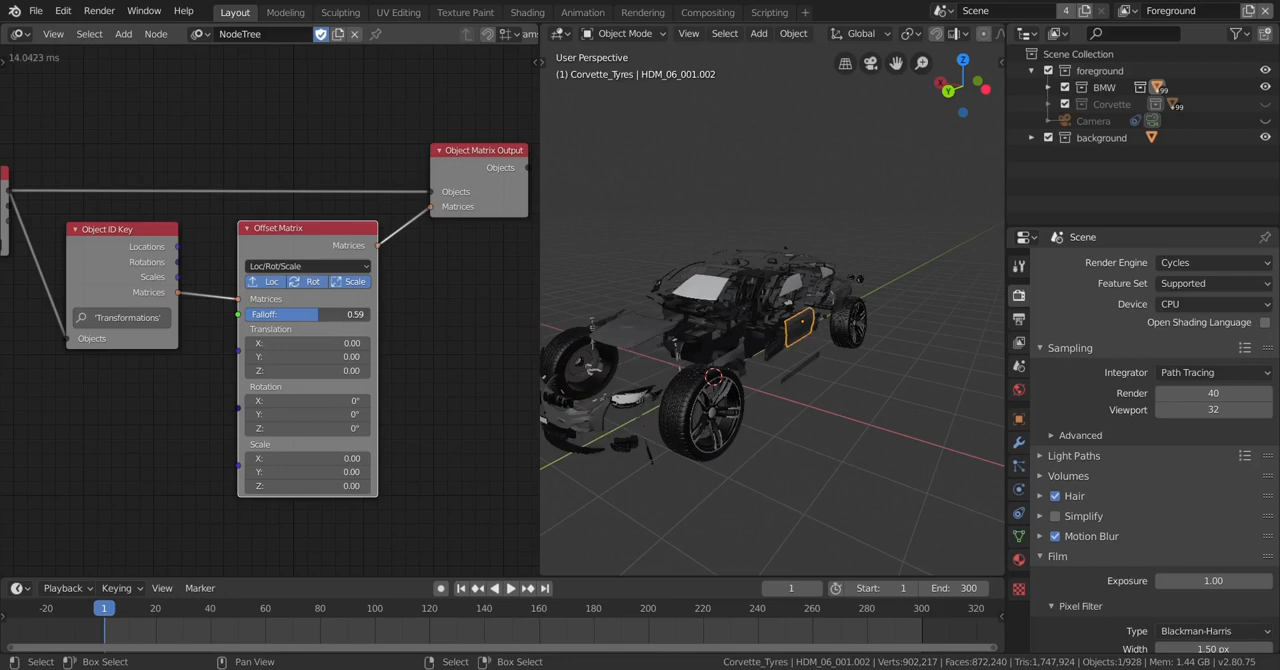 File Edit Render Window Help Layout Modeling Sculpting UV Editing Texture Paint Shading Animation Rendering Compositing Scripting Scene 4 Foreground
View Select Add Node NodeTree
Object Mode View Select Add Object Global
14.0423 ms
User Perspective
(1) Corvette_Tyres | HDM_06_001.002
Z
X
Y
Object Matrix Output
Objects
Objects
Matrices
Object ID Key
Locations
Rotations
Scales
Matrices
'Transformations'
Objects
Offset Matrix
Matrices
Loc/Rot/Scale
Loc Rot Scale
Matrices
Falloff: 0.59
Translation
X: 0.00
Y: 0.00
Z: 0.00
Rotation
X: 0°
Y: 0°
Z: 0°
Scale
X: 0.00
Y: 0.00
Z: 0.00
Scene Collection
foreground
BMW 99
Corvette 99
Camera
background
Scene
Render Engine Cycles
Feature Set Supported
Device CPU
Open Shading Language
Sampling
Integrator Path Tracing
Render 40
Viewport 32
Advanced
Light Paths
Volumes
Hair
Simplify
Motion Blur
Film
Exposure 1.00
Pixel Filter
Type Blackman-Harris
Width 1.50 px
Playback Keying View Marker 1 Start: 1 End: 300
-20 1 20 40 60 80 100 120 140 160 180 200 220 240 260 280 300 320
Select Box Select Pan View Select Box Select Corvette_Tyres | HDM_06_001.002 | Verts:902,217 | Faces:872,240 | Tris:1,747,924 | Objects:1/928 | Mem: 1.44 GB | v2.80.75